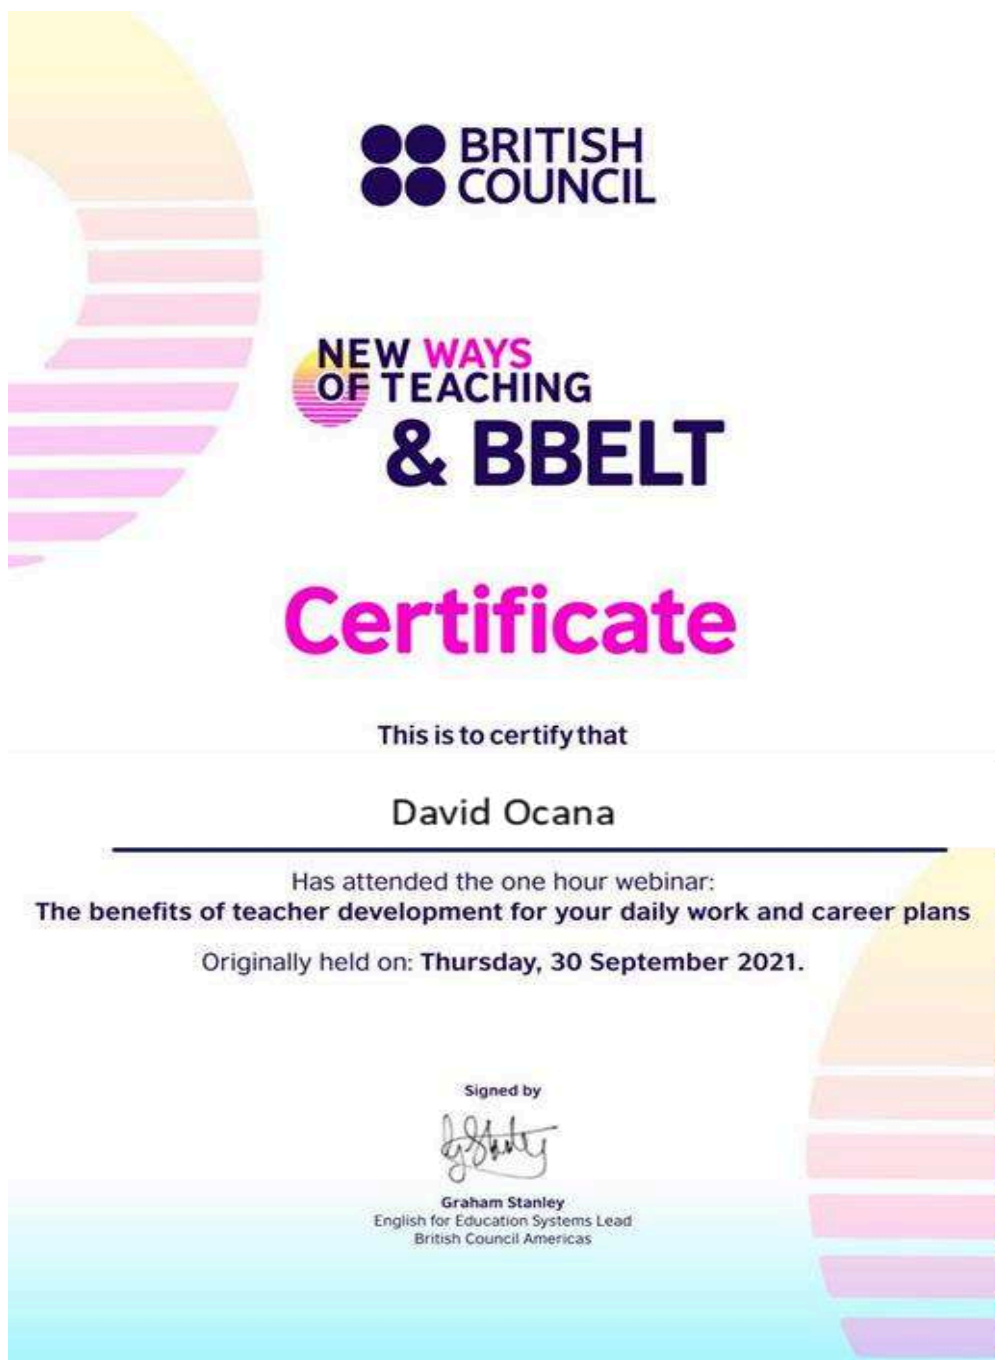 BRITISH
COUNCIL
NEW WAYS
OF TEACHING
& BBELT
Certificate
This is to certify that
David Ocana
Has attended the one hour webinar:
The benefits of teacher development for your daily work and career plans
Originally held on: Thursday, 30 September 2021.
Signed by
G Stanley
Graham Stanley
English for Education Systems Lead
British Council Americas